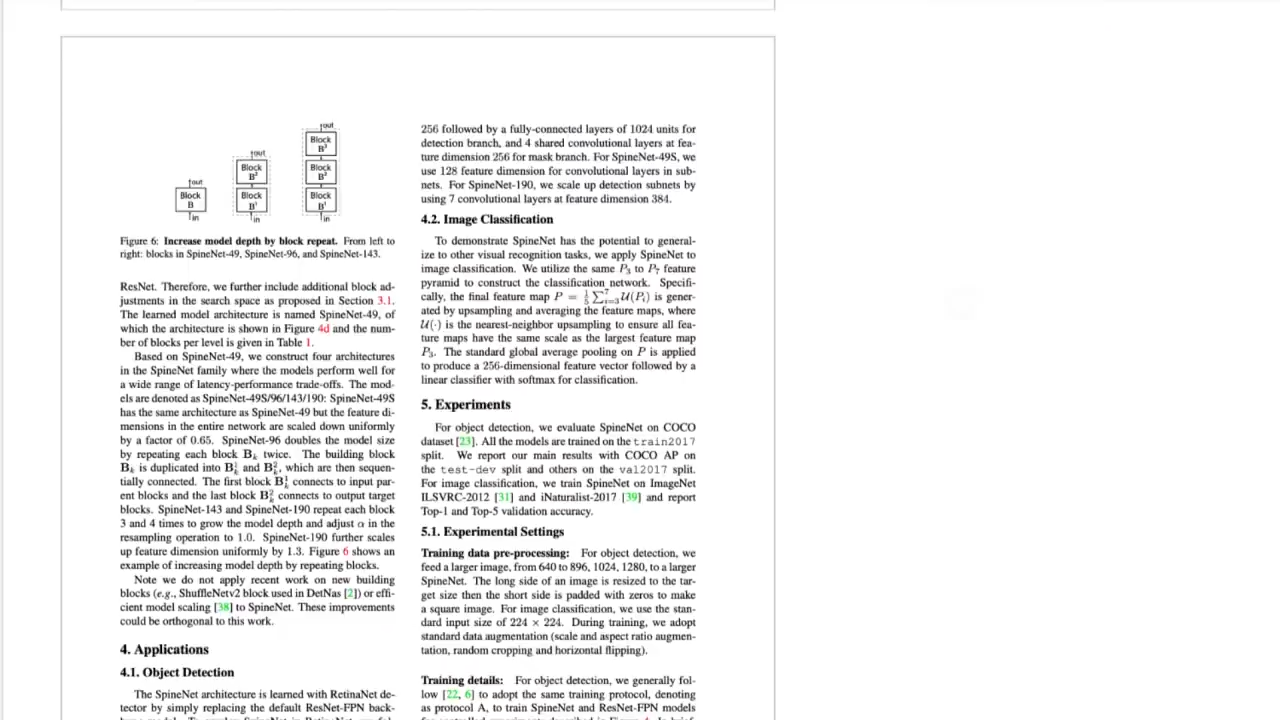 out
Block
B
in
out
Block
B²
Block
B¹
in
out
Block
B³
Block
B²
Block
B¹
in
Figure 6: Increase model depth by block repeat. From left to
right: blocks in SpineNet-49, SpineNet-96, and SpineNet-143.
ResNet. Therefore, we further include additional block ad-
justments in the search space as proposed in Section 3.1.
The learned model architecture is named SpineNet-49, of
which the architecture is shown in Figure 4d and the num-
ber of blocks per level is given in Table 1.
Based on SpineNet-49, we construct four architectures
in the SpineNet family where the models perform well for
a wide range of latency-performance trade-offs. The mod-
els are denoted as SpineNet-49S/96/143/190: SpineNet-49S
has the same architecture as SpineNet-49 but the feature di-
mensions in the entire network are scaled down uniformly
by a factor of 0.65. SpineNet-96 doubles the model size
by repeating each block Bₖ twice. The building block
Bₖ is duplicated into B¹ₖ and B²ₖ, which are then sequen-
tially connected. The first block B¹ₖ connects to input par-
ent blocks and the last block B²ₖ connects to output target
blocks. SpineNet-143 and SpineNet-190 repeat each block
3 and 4 times to grow the model depth and adjust α in the
resampling operation to 1.0. SpineNet-190 further scales
up feature dimension uniformly by 1.3. Figure 6 shows an
example of increasing model depth by repeating blocks.
Note we do not apply recent work on new building
blocks (e.g., ShuffleNetv2 block used in DetNas [2]) or effi-
cient model scaling [38] to SpineNet. These improvements
could be orthogonal to this work.
4. Applications
4.1. Object Detection
The SpineNet architecture is learned with RetinaNet de-
tector by simply replacing the default ResNet-FPN back-
256 followed by a fully-connected layers of 1024 units for
detection branch, and 4 shared convolutional layers at fea-
ture dimension 256 for mask branch. For SpineNet-49S, we
use 128 feature dimension for convolutional layers in sub-
nets. For SpineNet-190, we scale up detection subnets by
using 7 convolutional layers at feature dimension 384.
4.2. Image Classification
To demonstrate SpineNet has the potential to general-
ize to other visual recognition tasks, we apply SpineNet to
image classification. We utilize the same P₃ to P₇ feature
pyramid to construct the classification network. Specifi-
cally, the final feature map P = 1/5 ∑⁷ᵢ₌₃ U(Pᵢ) is gener-
ated by upsampling and averaging the feature maps, where
U(·) is the nearest-neighbor upsampling to ensure all fea-
ture maps have the same scale as the largest feature map
P₃. The standard global average pooling on P is applied
to produce a 256-dimensional feature vector followed by a
linear classifier with softmax for classification.
5. Experiments
For object detection, we evaluate SpineNet on COCO
dataset [23]. All the models are trained on the train2017
split. We report our main results with COCO AP on
the test-dev split and others on the val2017 split.
For image classification, we train SpineNet on ImageNet
ILSVRC-2012 [31] and iNaturalist-2017 [39] and report
Top-1 and Top-5 validation accuracy.
5.1. Experimental Settings
Training data pre-processing: For object detection, we
feed a larger image, from 640 to 896, 1024, 1280, to a larger
SpineNet. The long side of an image is resized to the tar-
get size then the short side is padded with zeros to make
a square image. For image classification, we use the stan-
dard input size of 224 × 224. During training, we adopt
standard data augmentation (scale and aspect ratio augmen-
tation, random cropping and horizontal flipping).
Training details: For object detection, we generally fol-
low [22, 6] to adopt the same training protocol, denoting
as protocol A, to train SpineNet and ResNet-FPN models